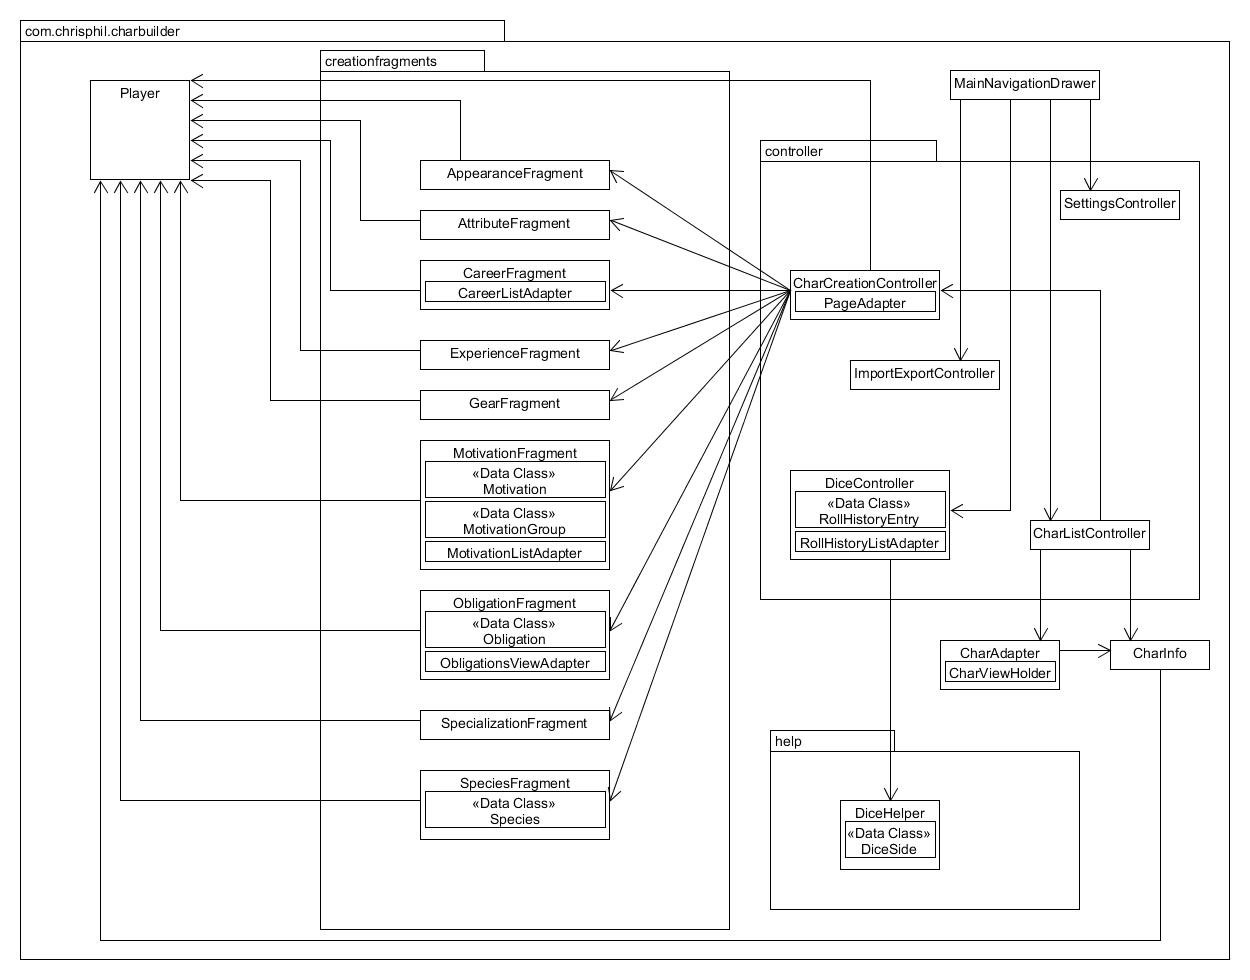 com.chrisphil.charbuilder
creationfragments
Player
MainNavigationDrawer
controller
AppearanceFragment
SettingsController
AttributeFragment
CareerFragment
CareerListAdapter
CharCreationController
PageAdapter
ExperienceFragment
ImportExportController
GearFragment
MotivationFragment
«Data Class»
Motivation
«Data Class»
MotivationGroup
MotivationListAdapter
DiceController
«Data Class»
RollHistoryEntry
RollHistoryListAdapter
CharListController
ObligationFragment
«Data Class»
Obligation
ObligationsViewAdapter
CharAdapter
CharViewHolder
CharInfo
SpecializationFragment
help
SpeciesFragment
«Data Class»
Species
DiceHelper
«Data Class»
DiceSide